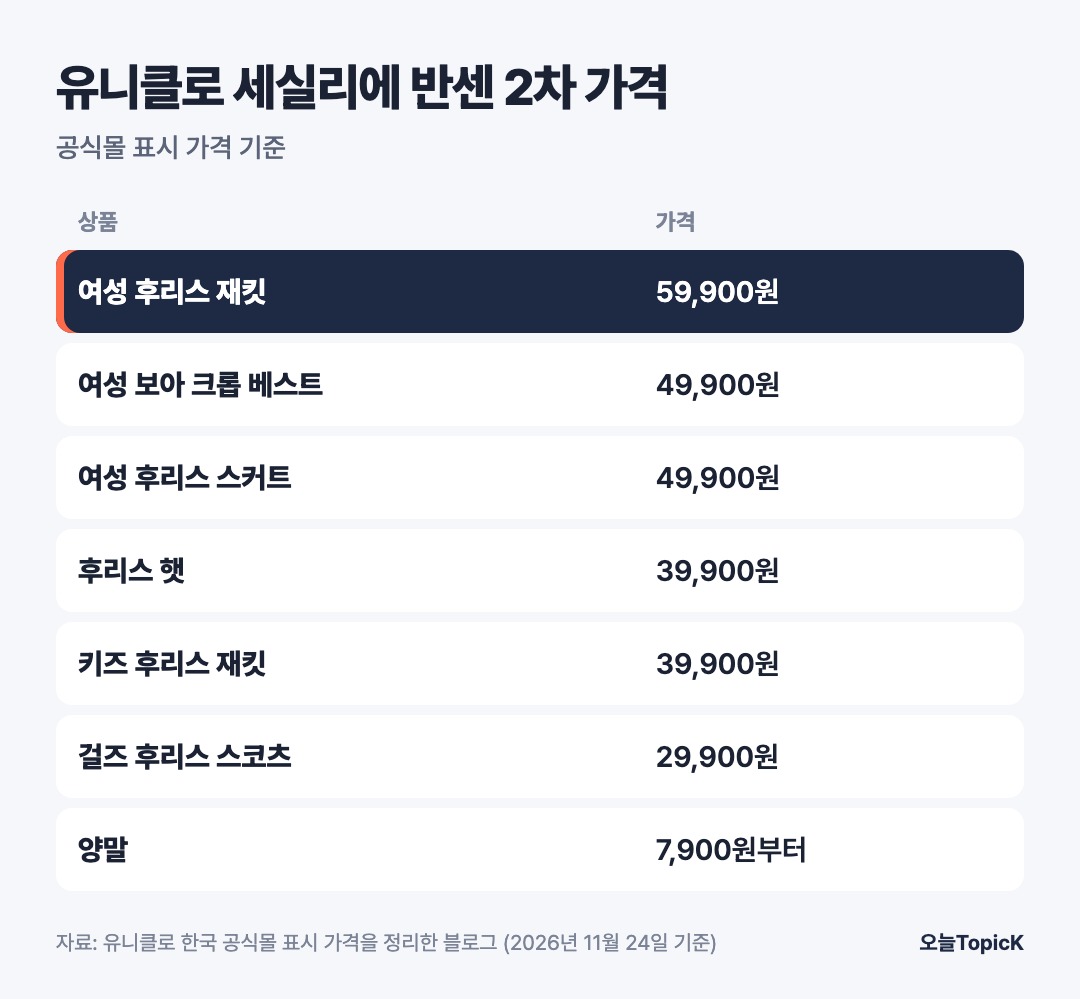 유니클로 세실리에 반센 2차 가격
공식몰 표시 가격 기준
상품 가격
여성 후리스 재킷 59,900원
여성 보아 크롭 베스트 49,900원
여성 후리스 스커트 49,900원
후리스 햇 39,900원
키즈 후리스 재킷 39,900원
걸즈 후리스 스코츠 29,900원
양말 7,900원부터
자료: 유니클로 한국 공식몰 표시 가격을 정리한 블로그 (2026년 11월 24일 기준) 오늘TopicK